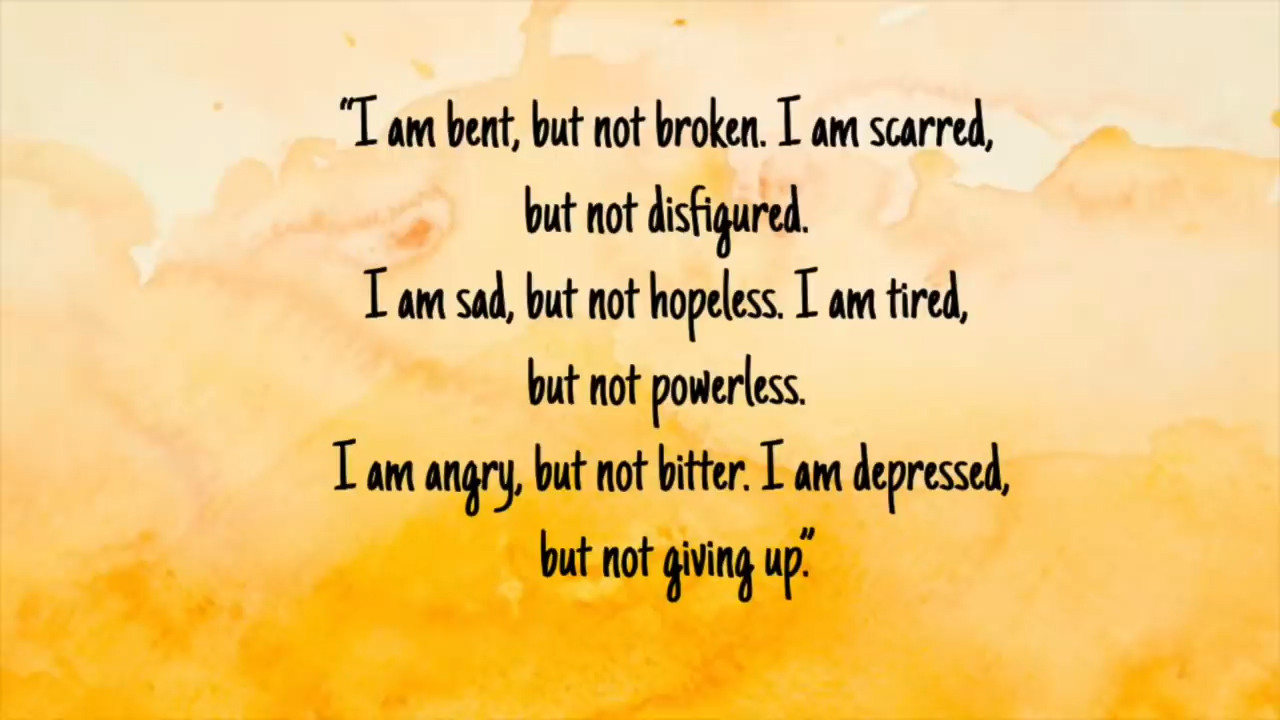 “I am bent, but not broken. I am scarred,
but not disfigured.
I am sad, but not hopeless. I am tired,
but not powerless.
I am angry, but not bitter. I am depressed,
but not giving up.”